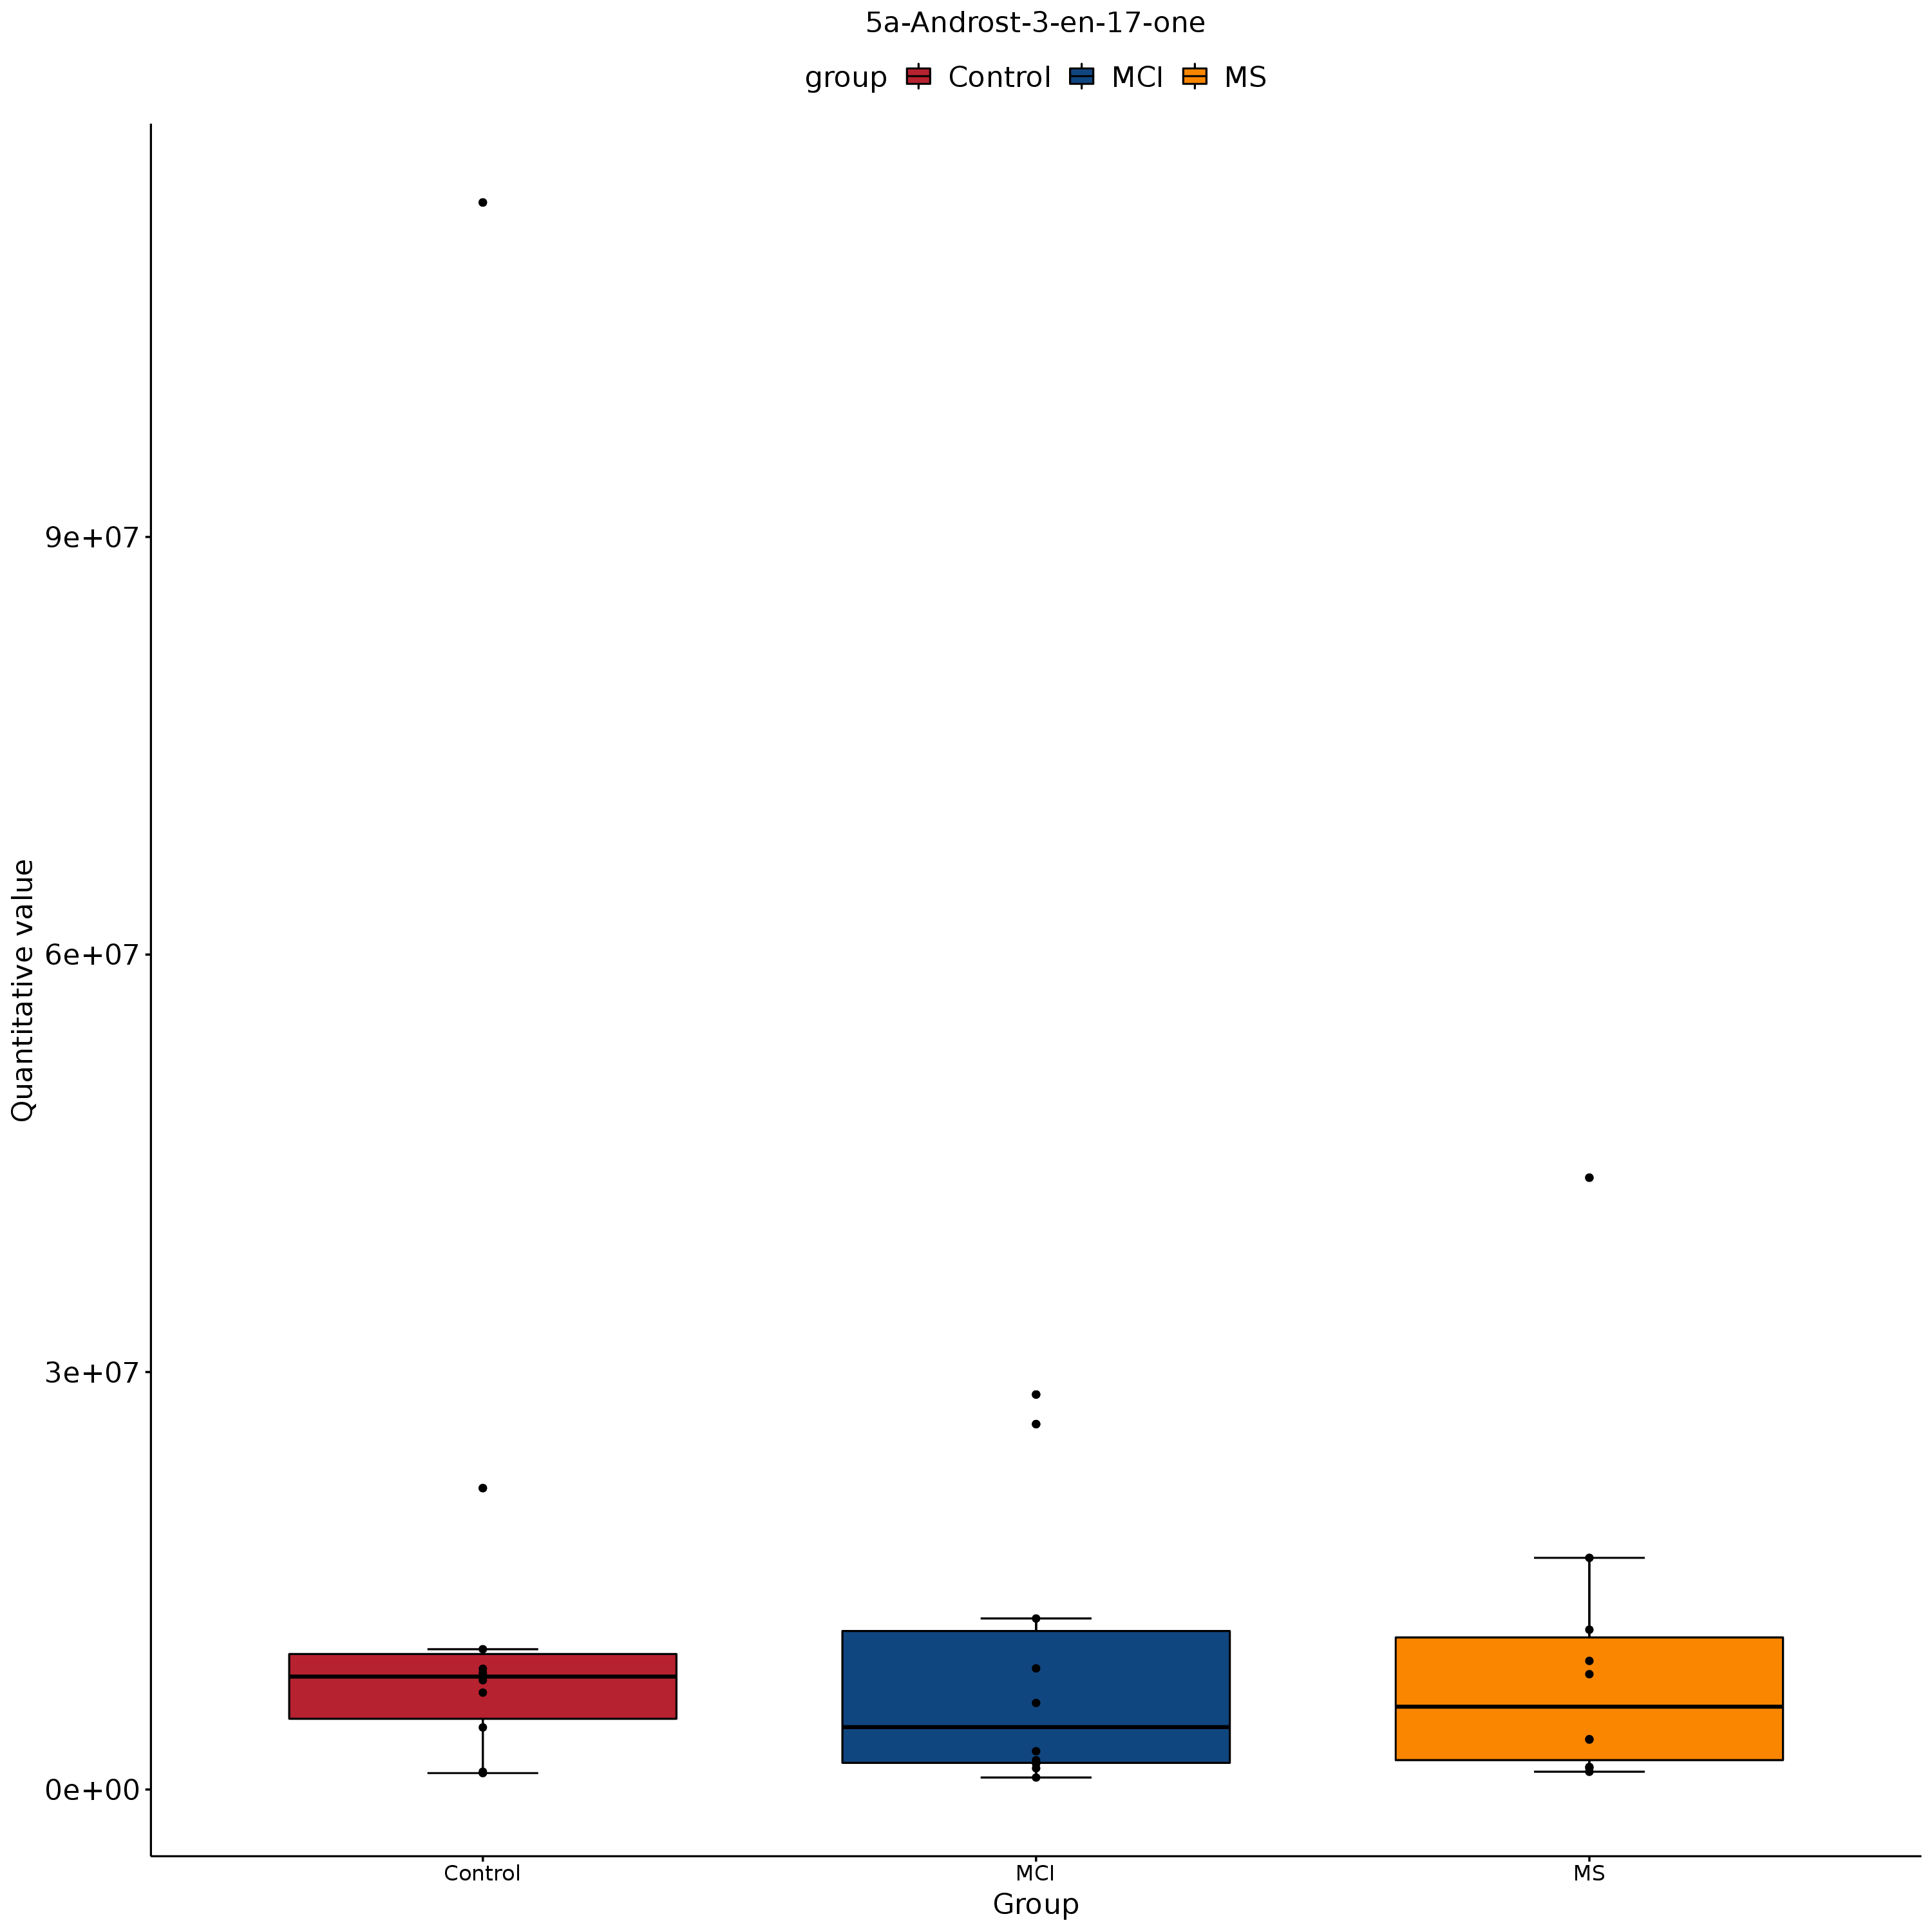 5a-Androst-3-en-17-one
group Control MCI MS
Quantitative value
9e+07
6e+07
3e+07
0e+00
Control MCI MS
Group